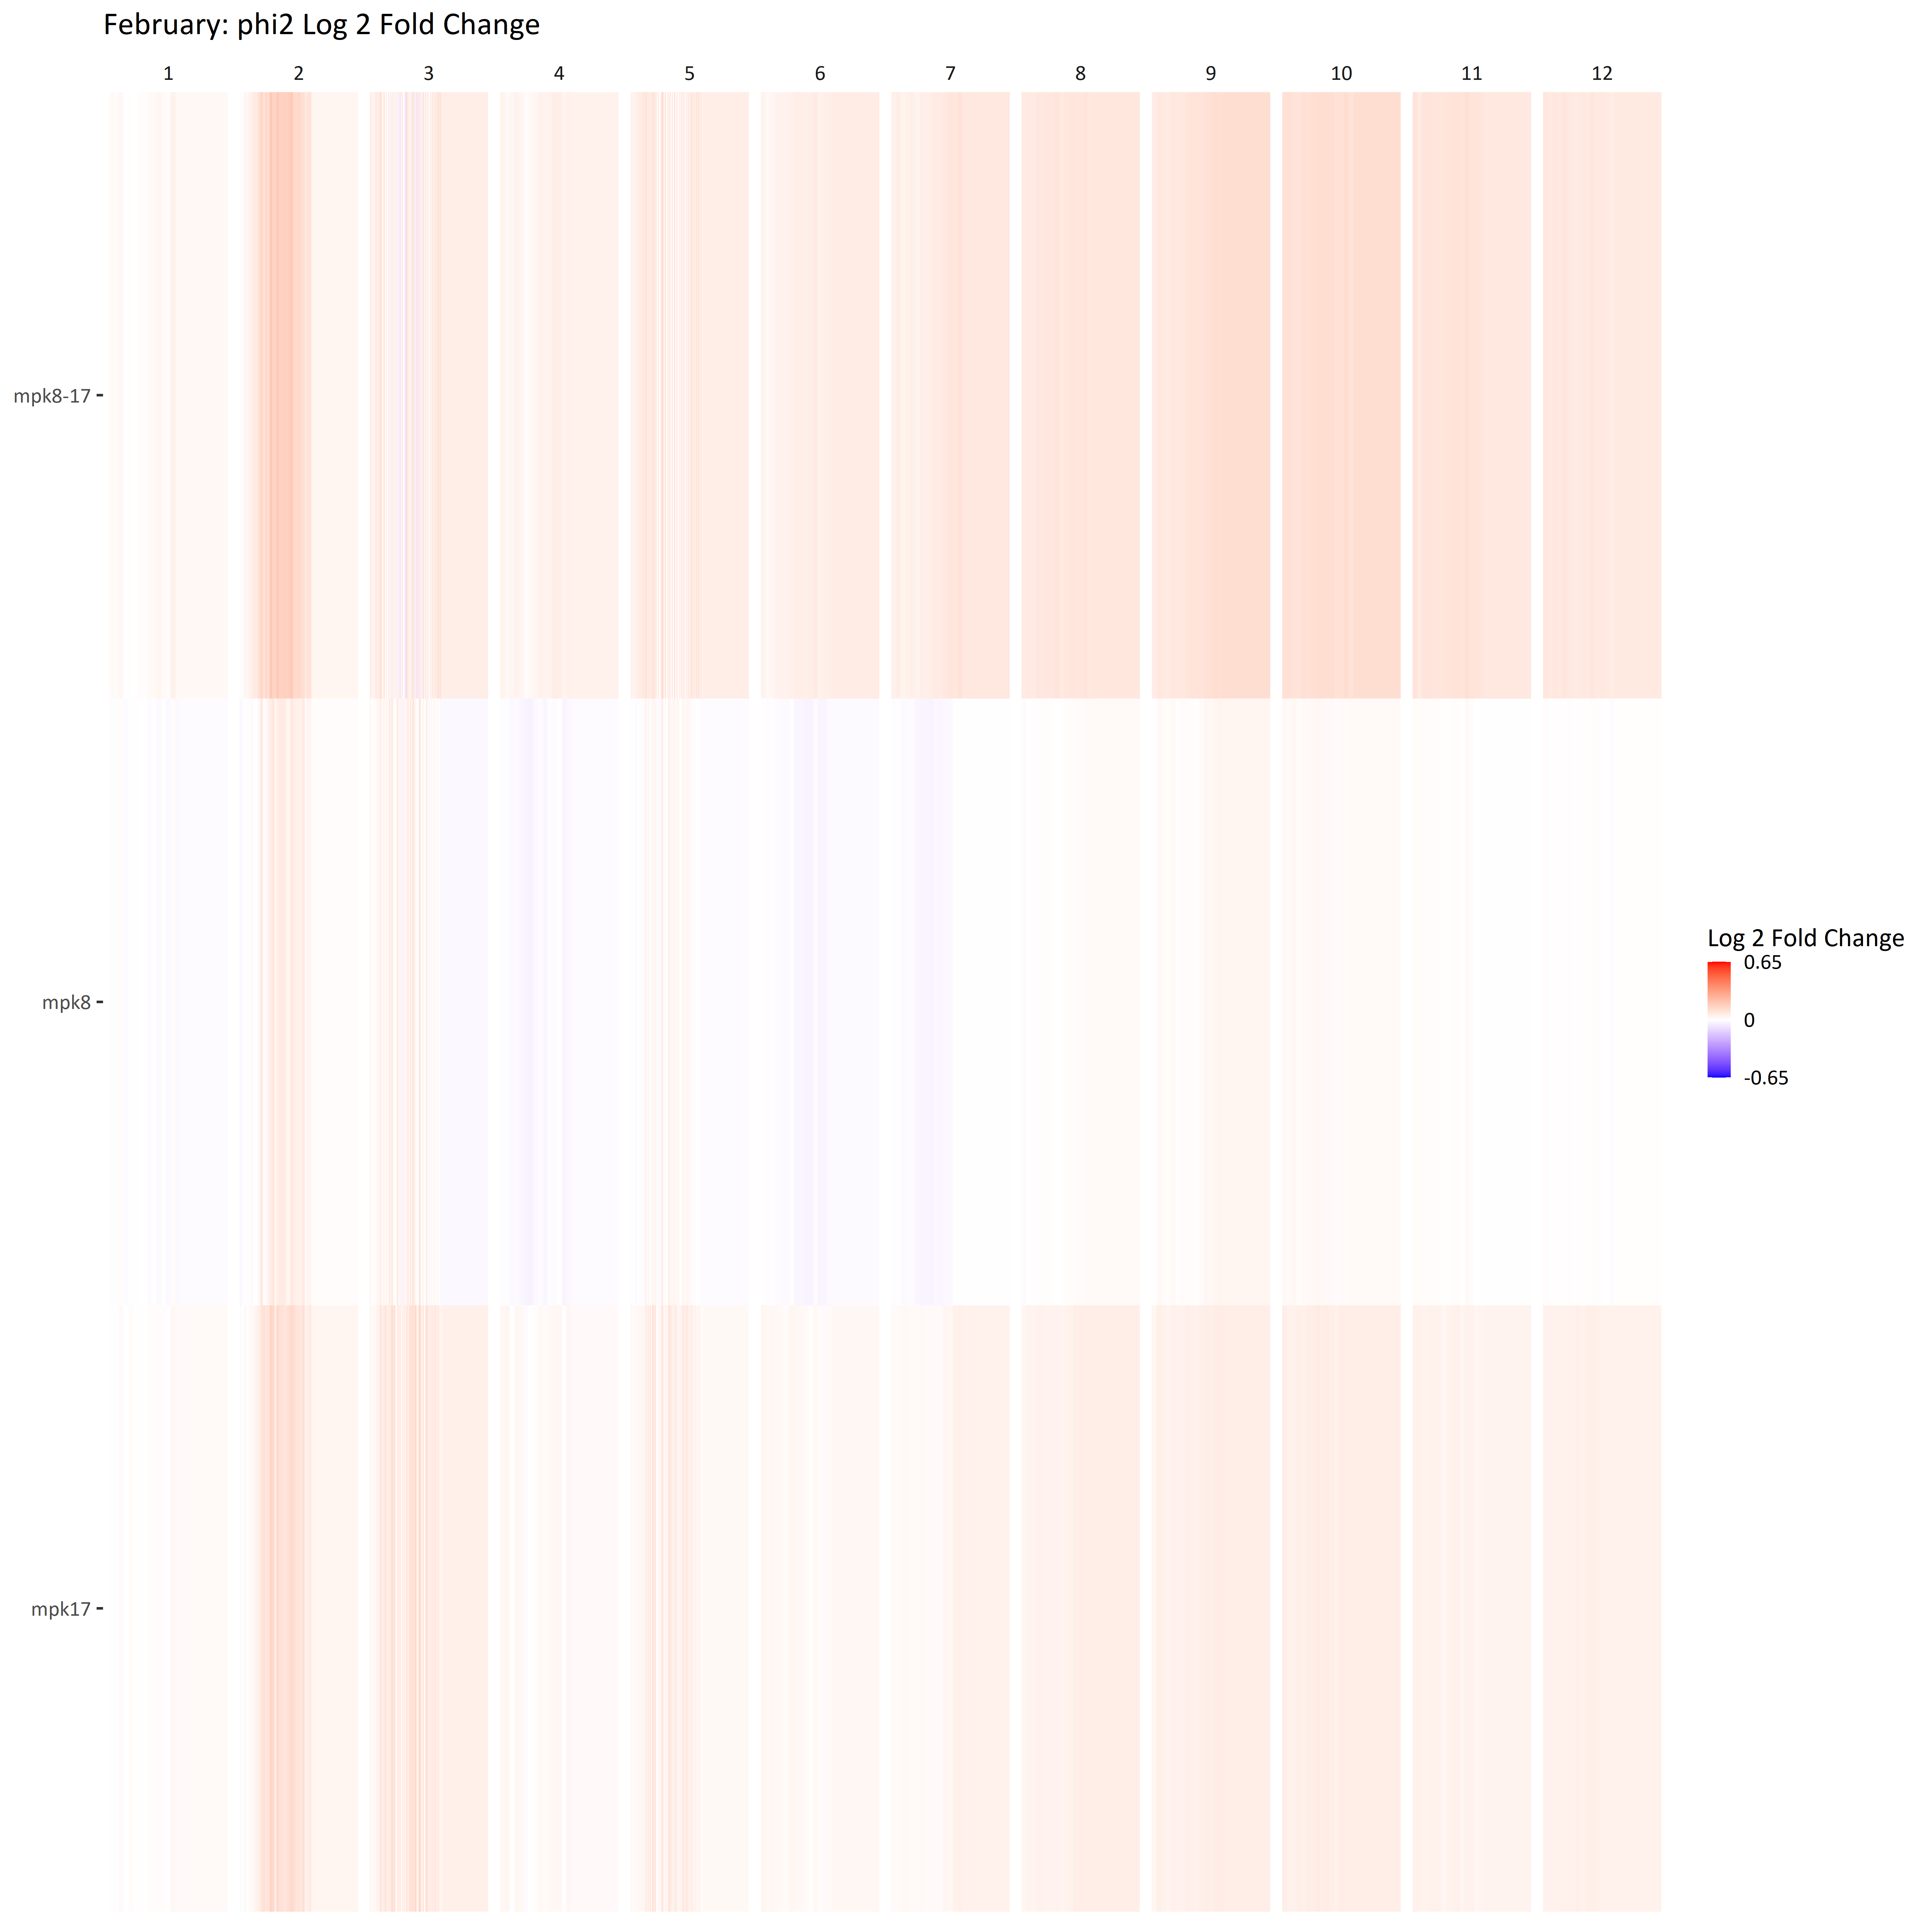 February: phi2 Log 2 Fold Change
1 2 3 4 5 6 7 8 9 10 11 12
mpk8-17
mpk8
mpk17
Log 2 Fold Change
0.65
0
-0.65